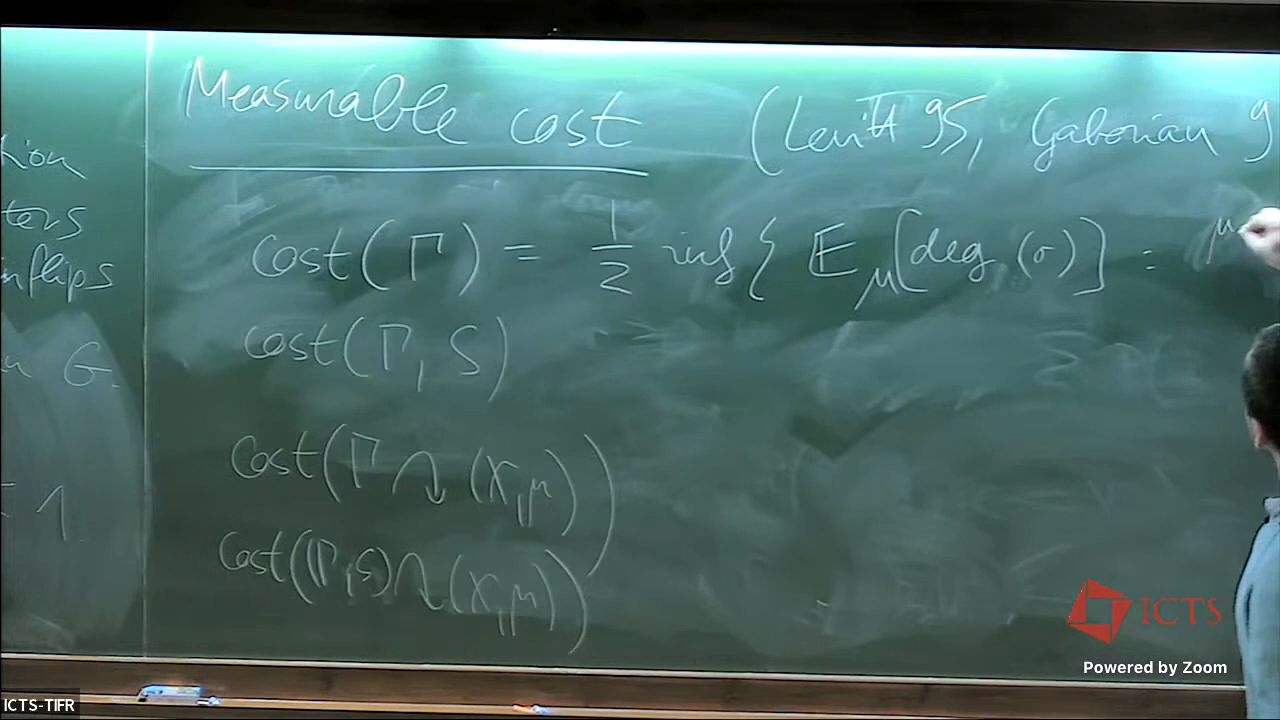 Measurable cost (Levitt 95, Gaboriau 9
cost(Γ) = 1/2 inf { E_μ[deg(o)] : μ
cost(Γ, S)
cost(Γ ↷ (X, μ))
cost((Γ, S) ↷ (X, μ))
tion
ters
nflips
G.
= 1
ICTS
Powered by Zoom
ICTS-TIFR